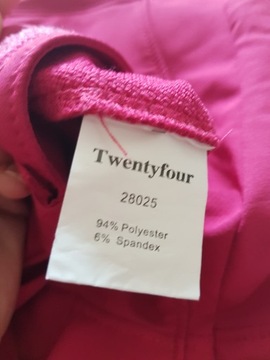 Twentyfour
28025
94% Polyester
6% Spandex